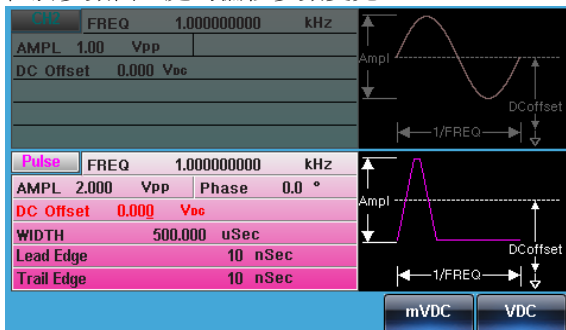 CH2 FREQ 1.000000000 kHz
AMPL 1.00 Vpp
DC Offset 0.000 VDC
Ampl
DCoffset
1/FREQ
Pulse FREQ 1.000000000 kHz
AMPL 2.000 Vpp Phase 0.0 °
DC Offset 0.000 VDC
WIDTH 500.000 uSec
Lead Edge 10 nSec
Trail Edge 10 nSec
Ampl
DCoffset
1/FREQ
mVDC VDC